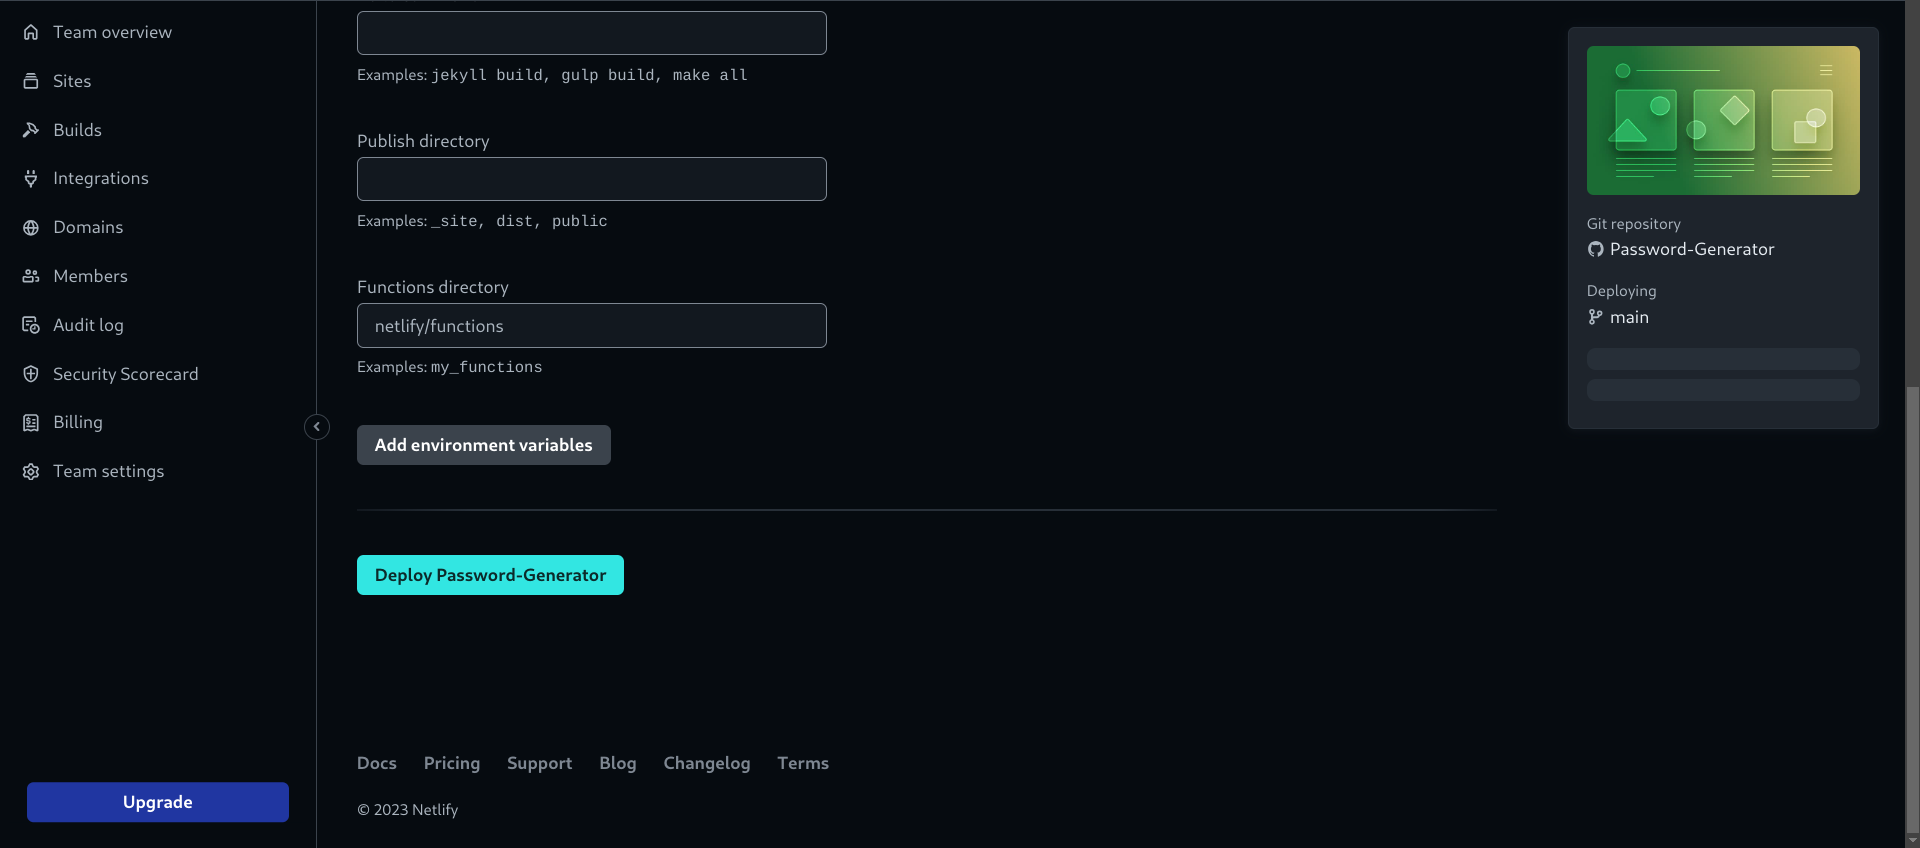 Team overview
Sites
Builds
Integrations
Domains
Members
Audit log
Security Scorecard
Billing
Team settings
Upgrade
Examples: jekyll build, gulp build, make all
Publish directory
Examples: _site, dist, public
Functions directory
netlify/functions
Examples: my_functions
Add environment variables
Deploy Password-Generator
Docs Pricing Support Blog Changelog Terms
© 2023 Netlify
Git repository
Password-Generator
Deploying
main